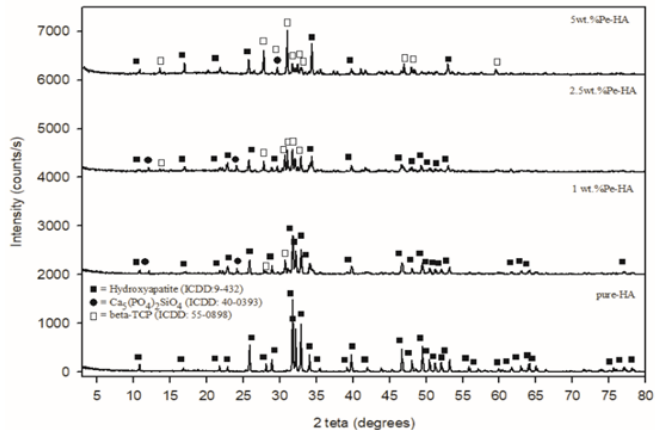 7000
5wt.%Pe-HA
6000
2.5wt.%Pe-HA
5000
4000
1 wt.%Pe-HA
3000
2000
■ = Hydroxyapatite (ICDD:9-432)
● = Ca5(PO4)2SiO4 (ICDD: 40-0393)
□ = beta-TCP (ICDD: 55-0898)
pure-HA
1000
0
Intensity (counts/s)
5 10 15 20 25 30 35 40 45 50 55 60 65 70 75 80
2 teta (degrees)